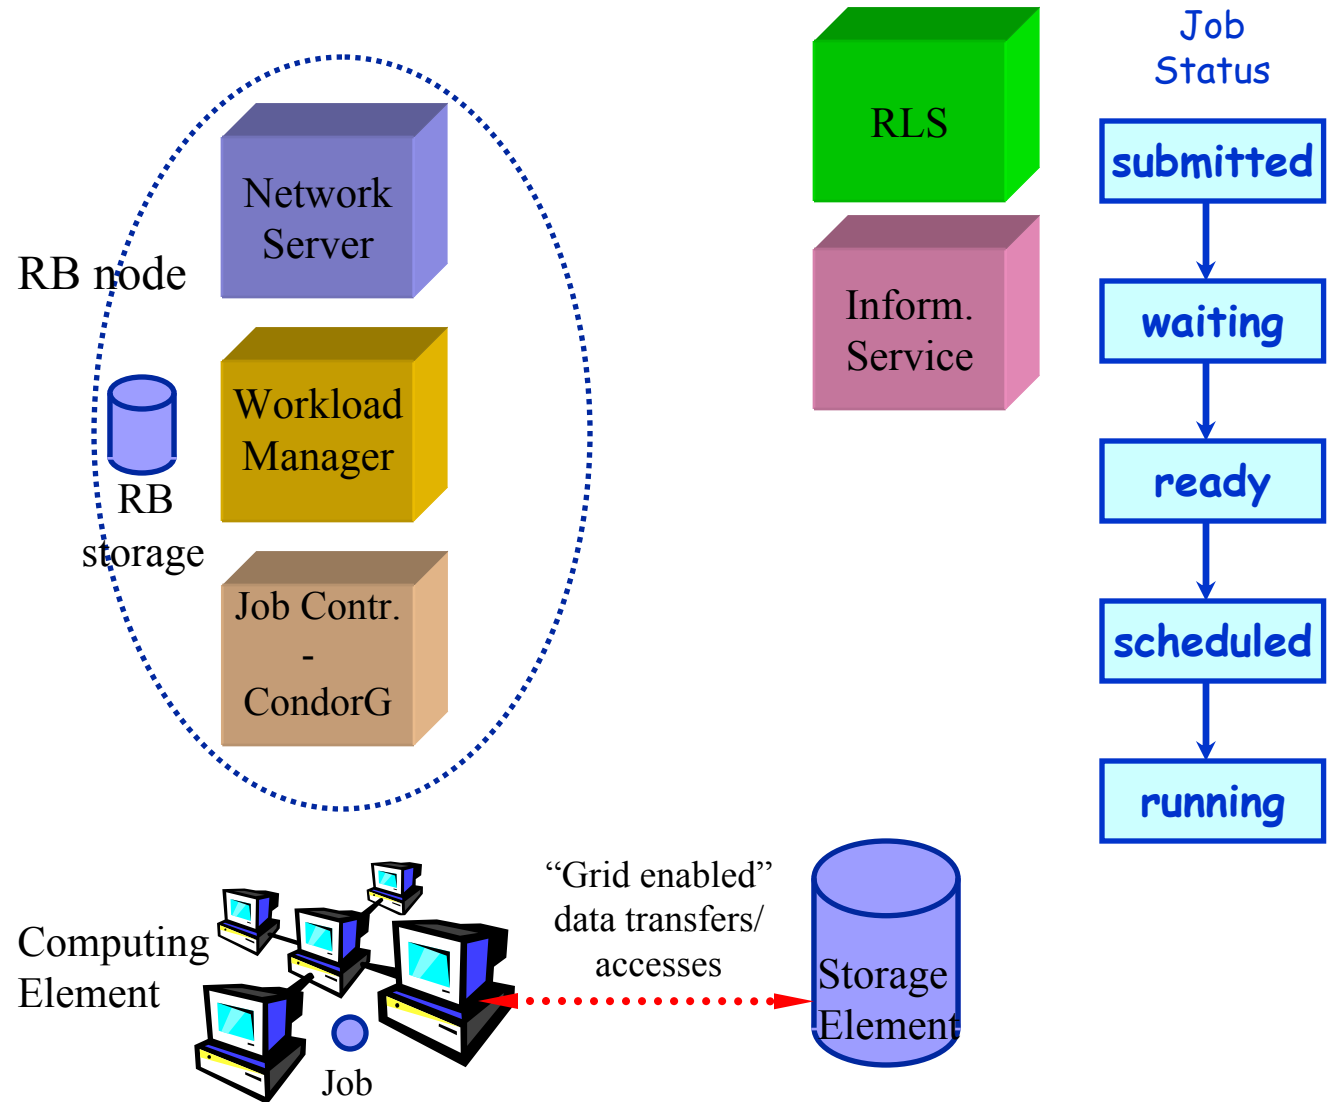 Job
Status
RLS
submitted
Network
Server
RB node
Inform.
Service
waiting
Workload
Manager
RB
storage
ready
Job Contr.
-
CondorG
scheduled
running
“Grid enabled”
data transfers/
accesses
Computing
Element
Storage
Element
Job